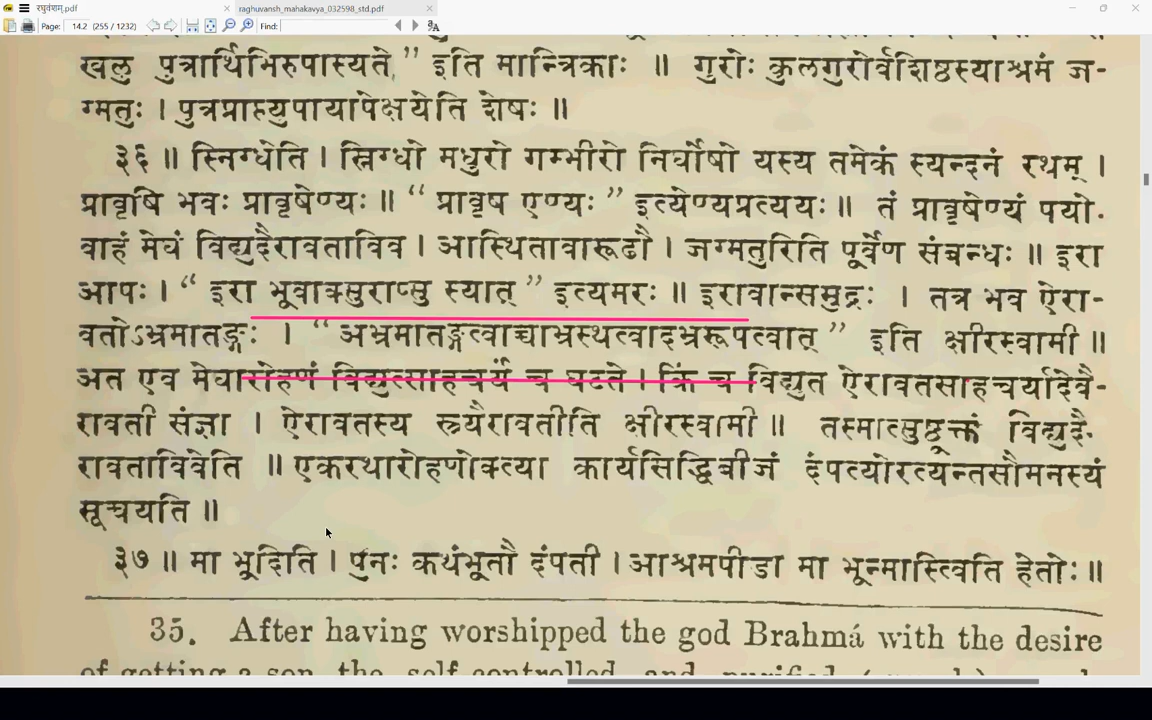 रघुवंशम्.pdf
raghuvansh_mahakavya_032598_std.pdf
Page: 14.2 (255 / 1232)
Find:
खलु पुत्रार्थिभिरुपास्यते” इति मान्त्रिकाः ॥ गुरोः कुलगुरोर्वशिष्ठस्याश्रमं ज-
ग्मतुः । पुत्रप्राप्त्युपायापेक्षयेति शेषः ॥
३६ ॥ स्निग्धेति । स्निग्धो मधुरो गम्भीरो निर्घोषो यस्य तमेकं स्यन्दनं रथम् ।
प्रावृषि भवः प्रावृषेण्यः ॥ “ प्रावृष एण्यः ” इत्येण्यप्रत्ययः ॥ तं प्रावृषेण्यं पयो-
वाहं मेघं विद्युदैरावताविव । आस्थितावारूढौ । जग्मतुरिति पूर्वेण संबन्धः ॥ इरा
आपः । “ इरा भूवाक्सुराप्सु स्यात् ” इत्यमरः ॥ इरावान्समुद्रः । तत्र भव ऐरा-
वतोऽभ्रमातङ्गः । “ अभ्रमातङ्गत्वाच्चाभ्रस्थत्वादभ्ररूपत्वात् ” इति क्षीरस्वामी ॥
अत एव मेघारोहणं विद्युत्साहचर्यं च घटते । किं च विद्युत ऐरावतसाहचर्यादेवै-
रावती संज्ञा । ऐरावतस्य स्त्र्यैरावतीति क्षीरस्वामी ॥ तस्मात्सुष्ठूक्तं विद्युदै-
रावताविवेति ॥ एकरथारोहणोक्त्या कार्यसिद्धिबीजं दंपत्योरत्यन्तसौमनस्यं
सूचयति ॥
३७ ॥ मा भूदिति । पुनः कथंभूतौ दंपती । आश्रमपीडा मा भून्मास्त्विति हेतोः ॥
35. After having worshipped the god Brahmá with the desire